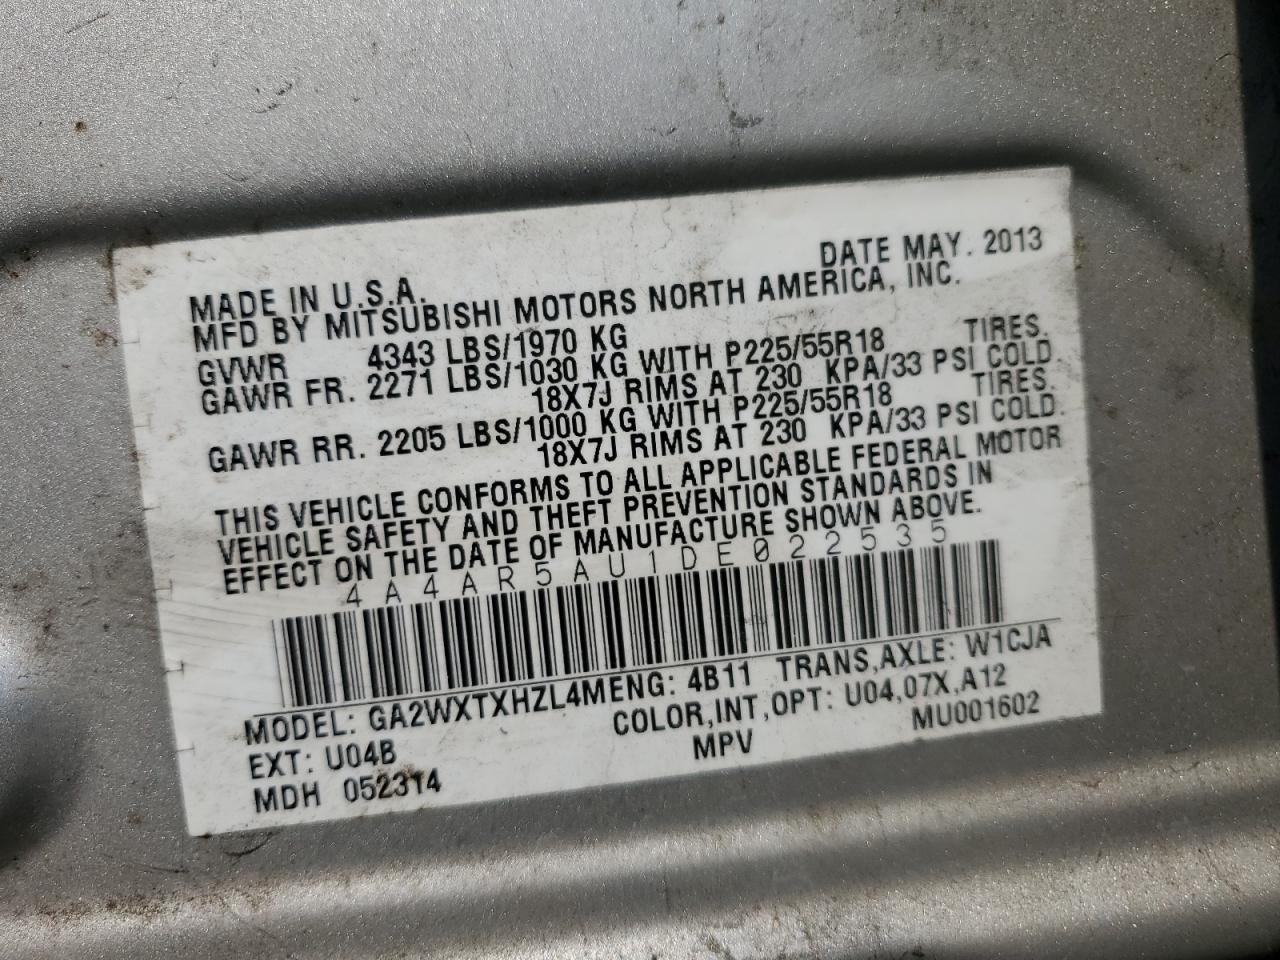 DATE MAY. 2013
MADE IN U.S.A.
MFD BY MITSUBISHI MOTORS NORTH AMERICA, INC.
GVWR 4343 LBS/1970 KG
GAWR FR. 2271 LBS/1030 KG WITH P225/55R18 TIRES.
18X7J RIMS AT 230 KPA/33 PSI COLD.
GAWR RR. 2205 LBS/1000 KG WITH P225/55R18 TIRES.
18X7J RIMS AT 230 KPA/33 PSI COLD.
THIS VEHICLE CONFORMS TO ALL APPLICABLE FEDERAL MOTOR
VEHICLE SAFETY AND THEFT PREVENTION STANDARDS IN
EFFECT ON THE DATE OF MANUFACTURE SHOWN ABOVE.
4A4AR5AU1DE022535
MODEL: GA2WXTXHZL4MENG: 4B11 TRANS,AXLE: W1CJA
EXT: U04B COLOR,INT,OPT: U04,07X,A12
MDH 052314 MPV MU001602